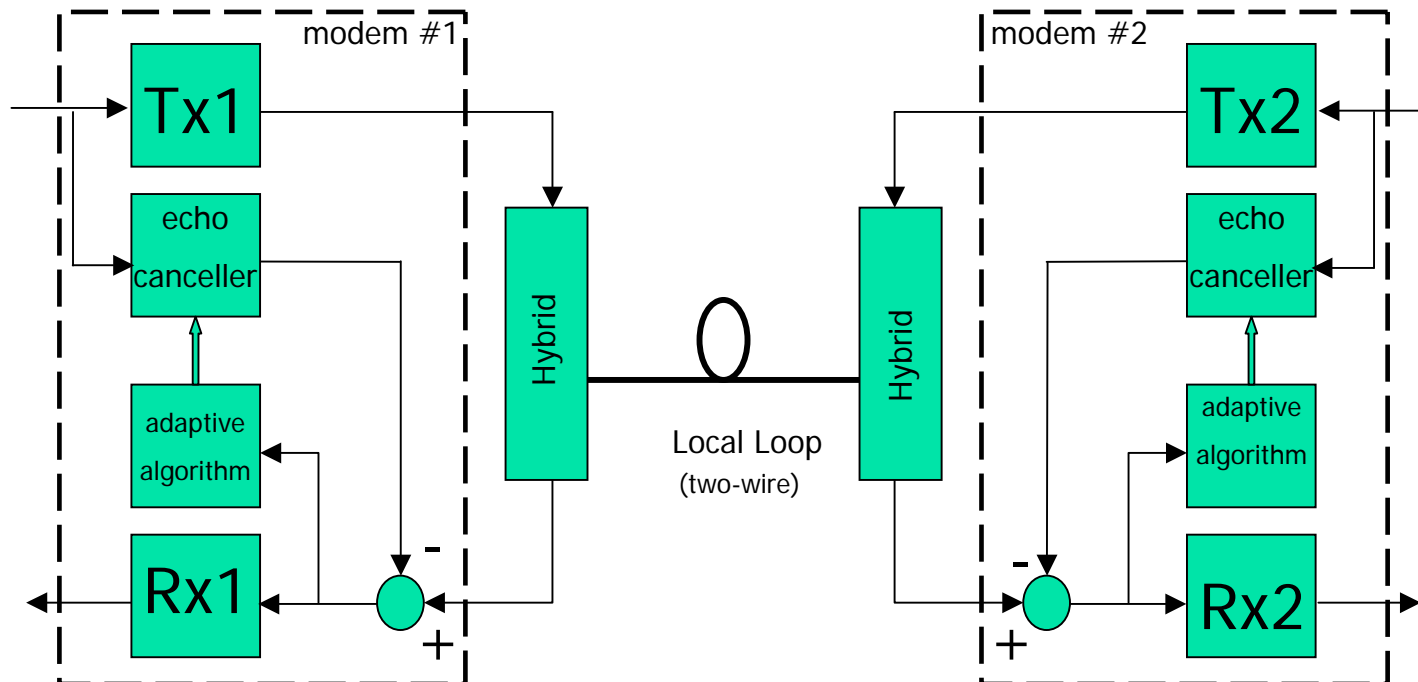 modem #1
modem #2
Tx1
Tx2
echo
canceller
echo
canceller
Hybrid
Hybrid
adaptive
algorithm
adaptive
algorithm
Local Loop
(two-wire)
-
-
Rx1
Rx2
+
+